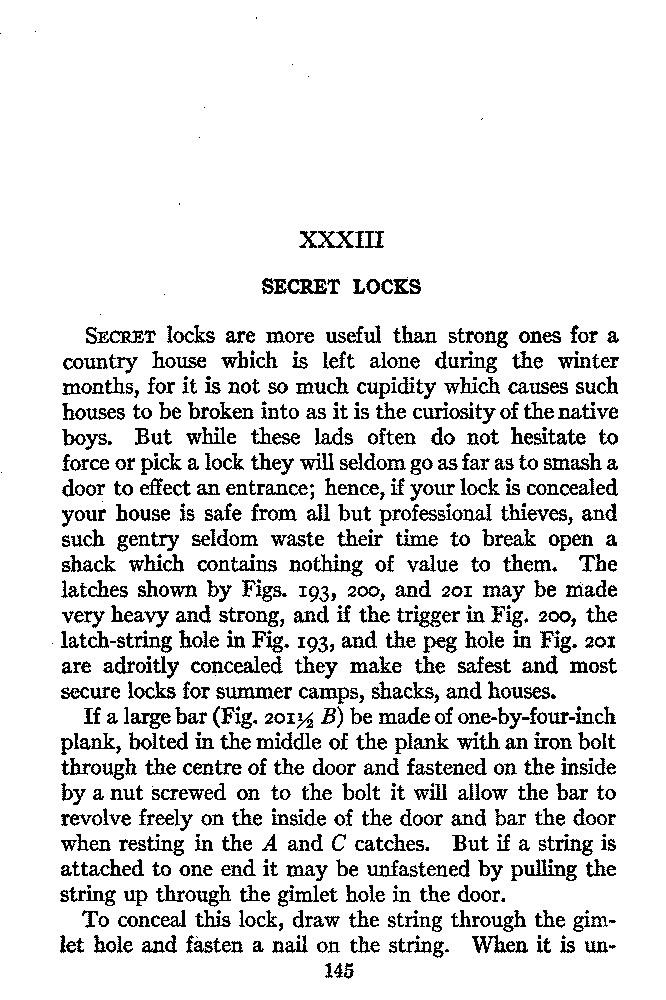 XXXIII
SECRET LOCKS
SECRET locks are more useful than strong ones for a
country house which is left alone during the winter
months, for it is not so much cupidity which causes such
houses to be broken into as it is the curiosity of the native
boys. But while these lads often do not hesitate to
force or pick a lock they will seldom go as far as to smash a
door to effect an entrance; hence, if your lock is concealed
your house is safe from all but professional thieves, and
such gentry seldom waste their time to break open a
shack which contains nothing of value to them. The
latches shown by Figs. 193, 200, and 201 may be made
very heavy and strong, and if the trigger in Fig. 200, the
latch-string hole in Fig. 193, and the peg hole in Fig. 201
are adroitly concealed they make the safest and most
secure locks for summer camps, shacks, and houses.
If a large bar (Fig. 201½ B) be made of one-by-four-inch
plank, bolted in the middle of the plank with an iron bolt
through the centre of the door and fastened on the inside
by a nut screwed on to the bolt it will allow the bar to
revolve freely on the inside of the door and bar the door
when resting in the A and C catches. But if a string is
attached to one end it may be unfastened by pulling the
string up through the gimlet hole in the door.
To conceal this lock, draw the string through the gim-
let hole and fasten a nail on the string. When it is un-
145